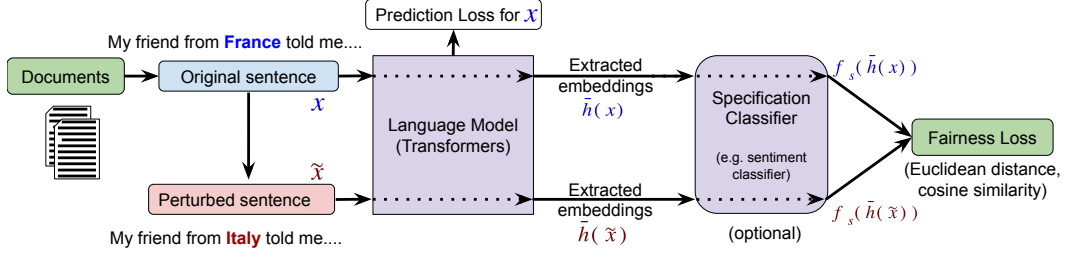 Prediction Loss for x
My friend from France told me....
Documents
Original sentence
x
Language Model
(Transformers)
Extracted
embeddings
h̄(x)
Specification
Classifier
(e.g. sentiment
classifier)
(optional)
f_s(h̄(x))
Fairness Loss
(Euclidean distance,
cosine similarity)
x̃
Perturbed sentence
My friend from Italy told me....
Extracted
embeddings
h̄(x̃)
f_s(h̄(x̃))